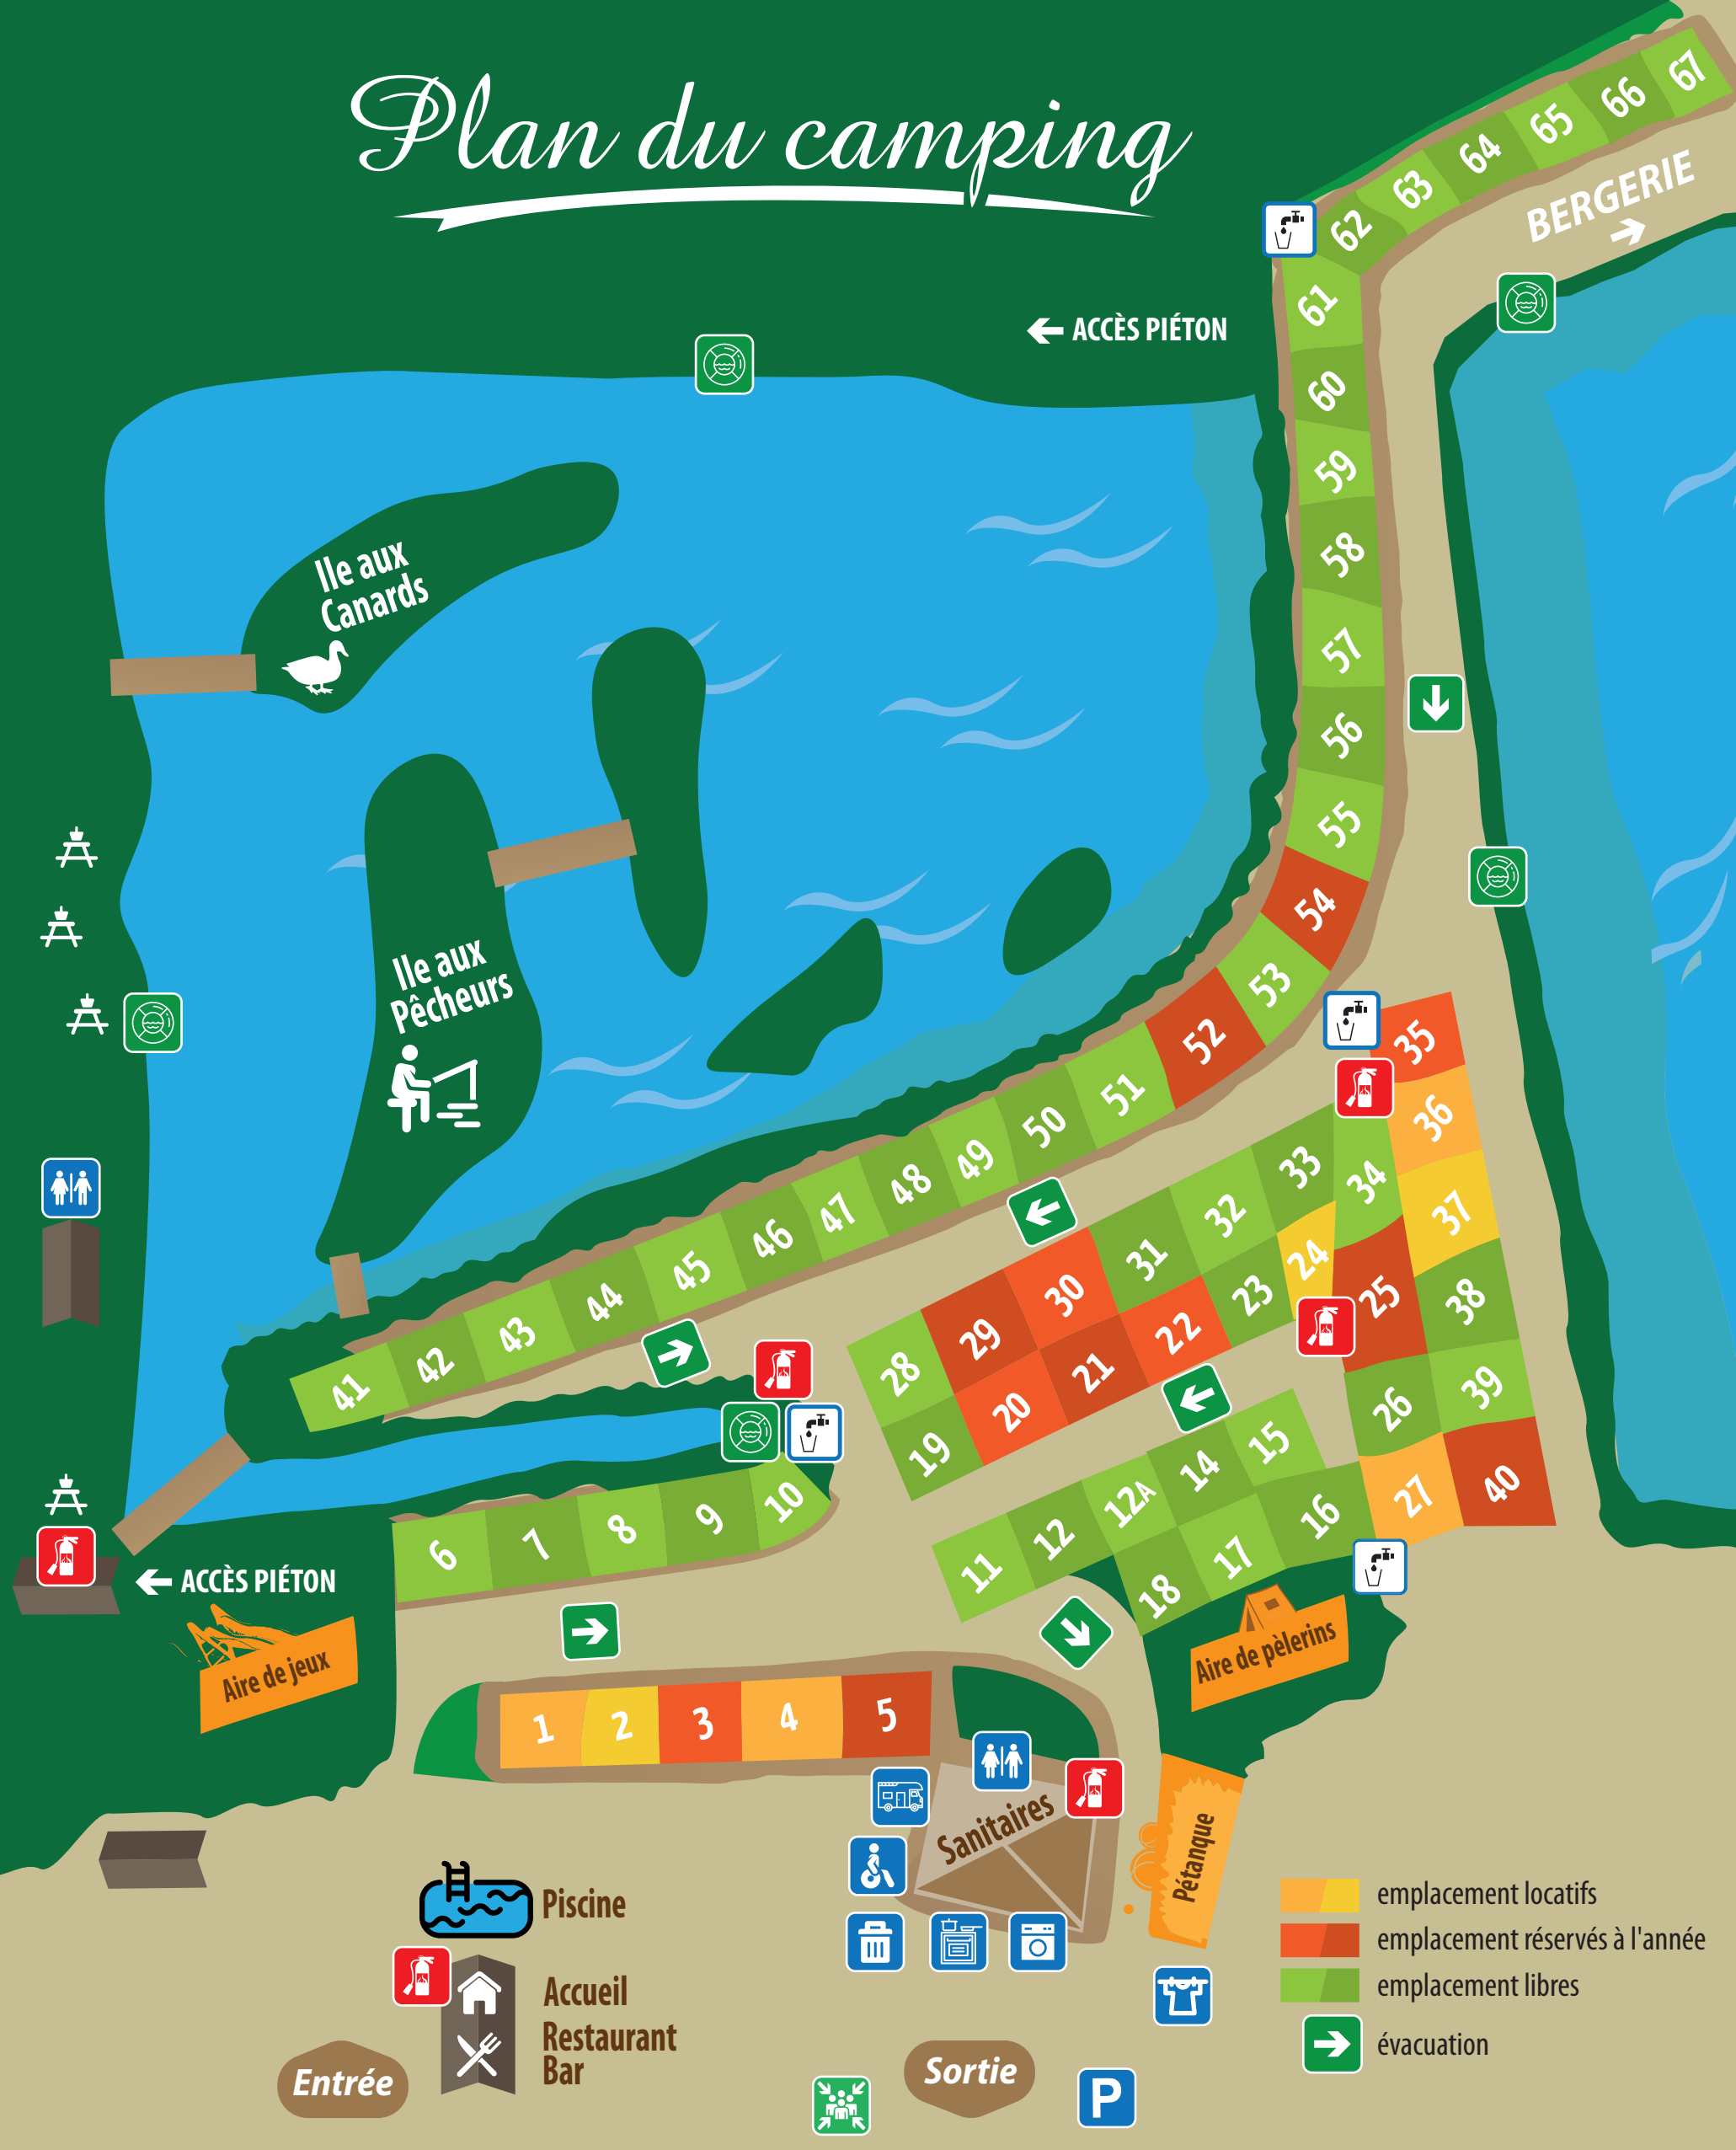 Plan du camping
67
66
65
64
63
62
BERGERIE
61
ACCÈS PIÉTON
60
59
58
57
56
55
54
53
52
51
50
49
48
47
46
45
44
43
42
41
Ile aux
Canards
Ile aux
Pêcheurs
35
36
37
38
39
40
34
33
32
31
30
29
28
24
25
26
27
23
22
21
20
19
15
14
12A
12
11
16
17
18
10
9
8
7
6
ACCÈS PIÉTON
Aire de jeux
Aire de pèlerins
1
2
3
4
5
Sanitaires
Pétanque
Piscine
Accueil
Restaurant
Bar
Entrée
Sortie
P
emplacement locatifs
emplacement réservés à l'année
emplacement libres
évacuation